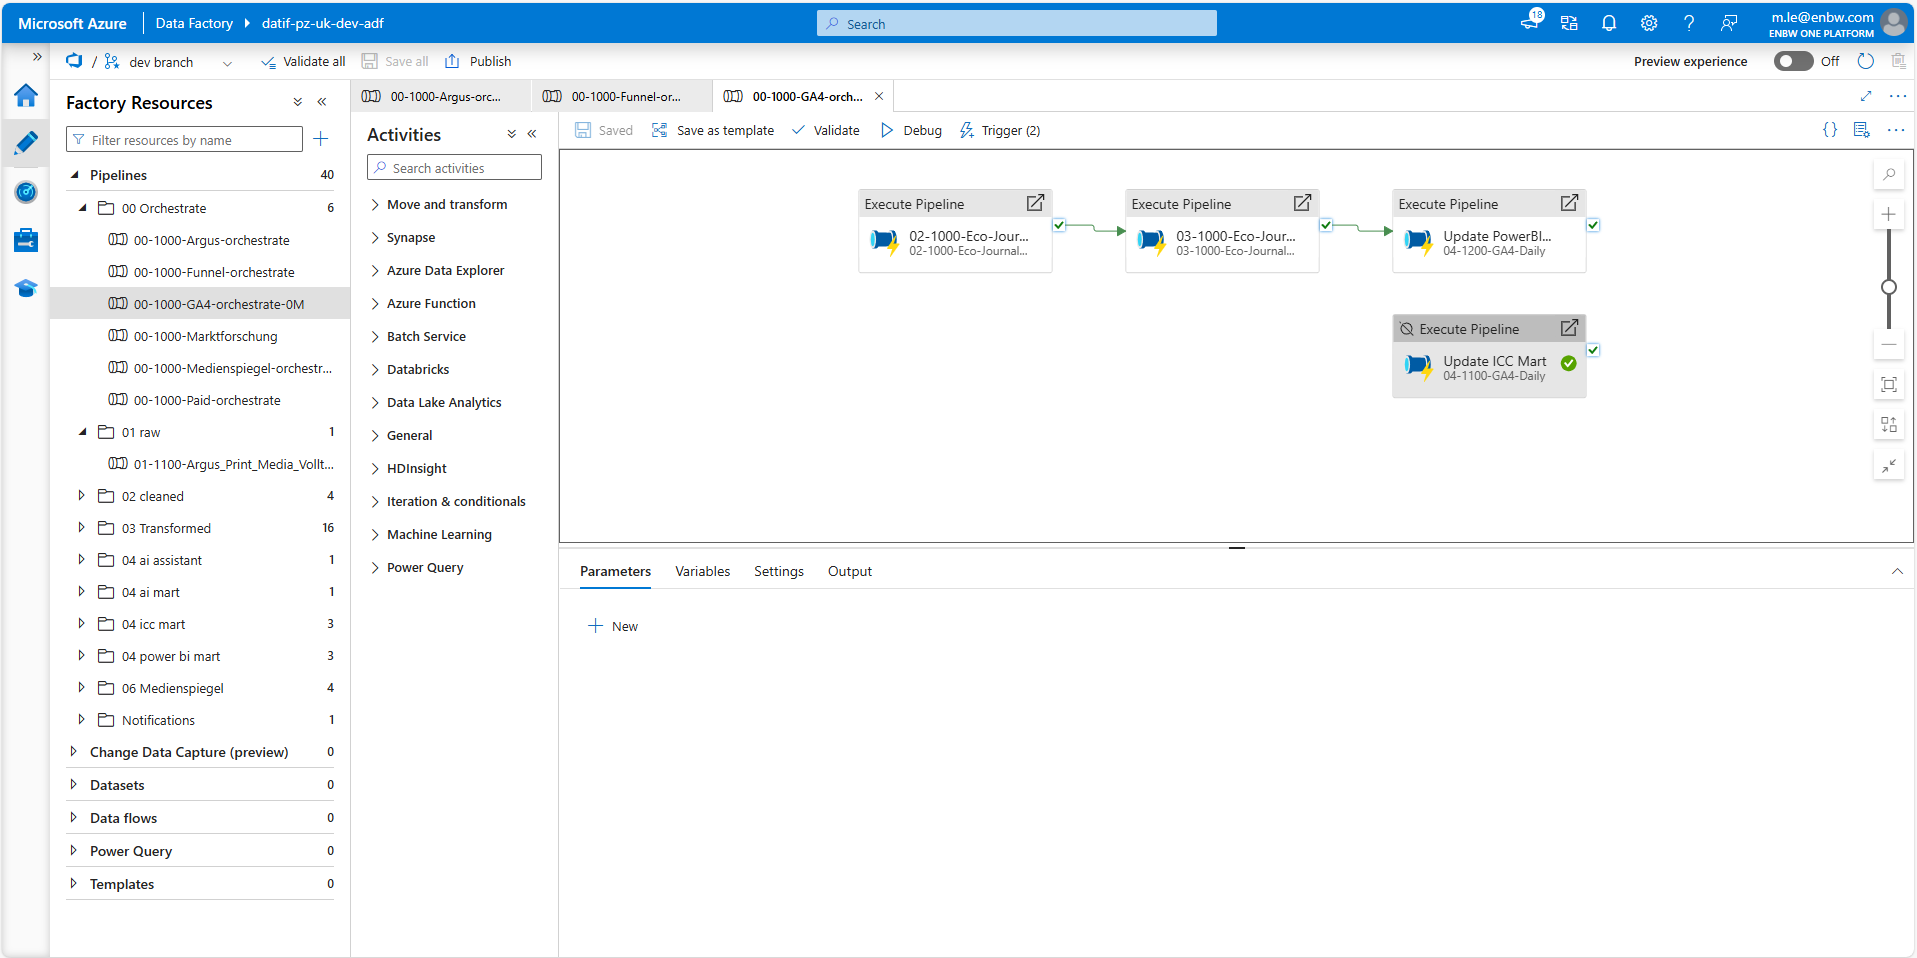 Microsoft Azure
Data Factory
datif-pz-uk-dev-adf
Search
18
m.le@enbw.com
ENBW ONE PLATFORM
/
dev branch
Validate all
Save all
Publish
Preview experience
Off
Factory Resources
Filter resources by name
Pipelines 40
00 Orchestrate 6
00-1000-Argus-orchestrate
00-1000-Funnel-orchestrate
00-1000-GA4-orchestrate-0M
00-1000-Marktforschung
00-1000-Medienspiegel-orchestr...
00-1000-Paid-orchestrate
01 raw 1
01-1100-Argus_Print_Media_Vollt...
02 cleaned 4
03 Transformed 16
04 ai assistant 1
04 ai mart 1
04 icc mart 3
04 power bi mart 3
06 Medienspiegel 4
Notifications 1
Change Data Capture (preview) 0
Datasets 0
Data flows 0
Power Query 0
Templates 0
00-1000-Argus-orc...
00-1000-Funnel-or...
00-1000-GA4-orch...
Activities
Search activities
Move and transform
Synapse
Azure Data Explorer
Azure Function
Batch Service
Databricks
Data Lake Analytics
General
HDInsight
Iteration & conditionals
Machine Learning
Power Query
Saved
Save as template
Validate
Debug
Trigger (2)
{}
Execute Pipeline
02-1000-Eco-Jour...
02-1000-Eco-Journal...
Execute Pipeline
03-1000-Eco-Jour...
03-1000-Eco-Journal...
Execute Pipeline
Update PowerBI...
04-1200-GA4-Daily
Execute Pipeline
Update ICC Mart
04-1100-GA4-Daily
Parameters
Variables
Settings
Output
New